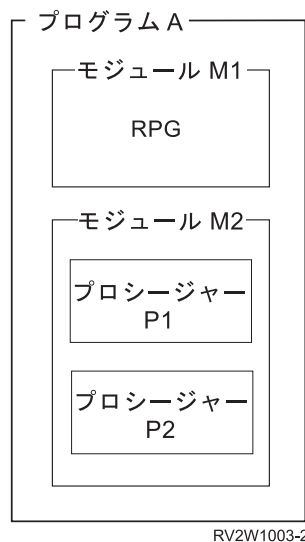 プログラム A
モジュール M1
RPG
モジュール M2
プロシージャー
P1
プロシージャー
P2
RV2W1003-2